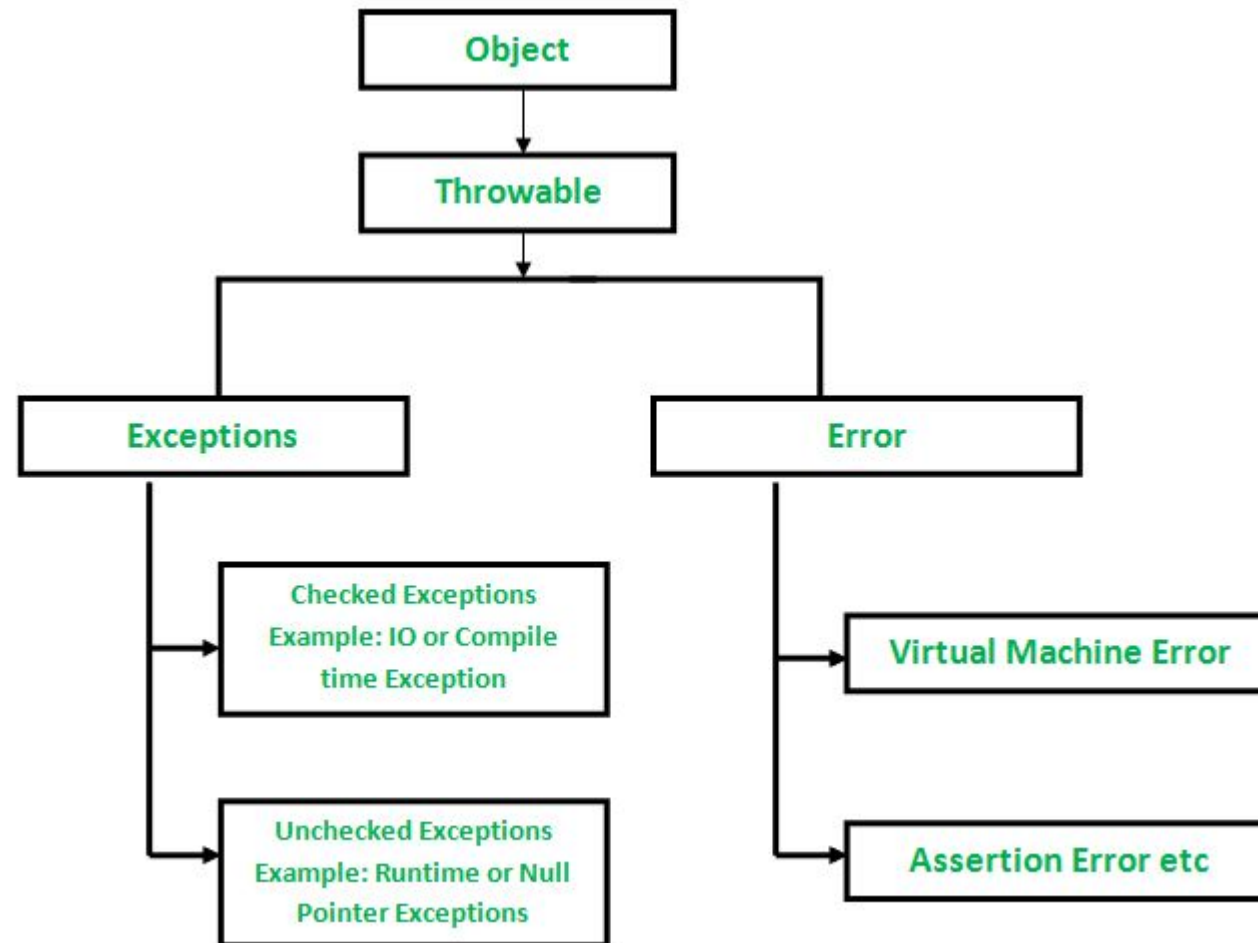 Object
Throwable
Exceptions
Error
Checked Exceptions
Example: IO or Compile
time Exception
Unchecked Exceptions
Example: Runtime or Null
Pointer Exceptions
Virtual Machine Error
Assertion Error etc